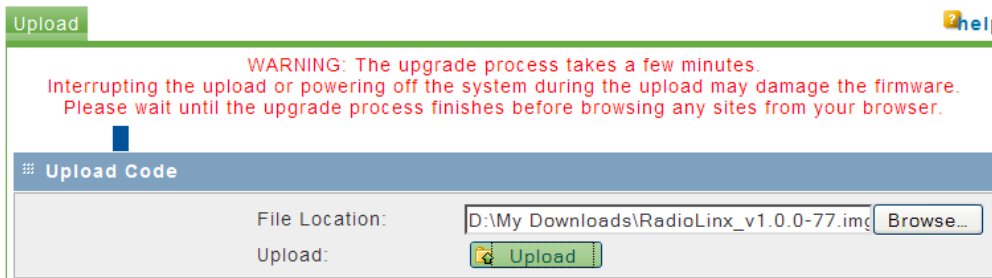 Upload
? help
WARNING: The upgrade process takes a few minutes.
Interrupting the upload or powering off the system during the upload may damage the firmware.
Please wait until the upgrade process finishes before browsing any sites from your browser.
Upload Code
File Location: D:\My Downloads\RadioLinx_v1.0.0-77.img Browse...
Upload: Upload